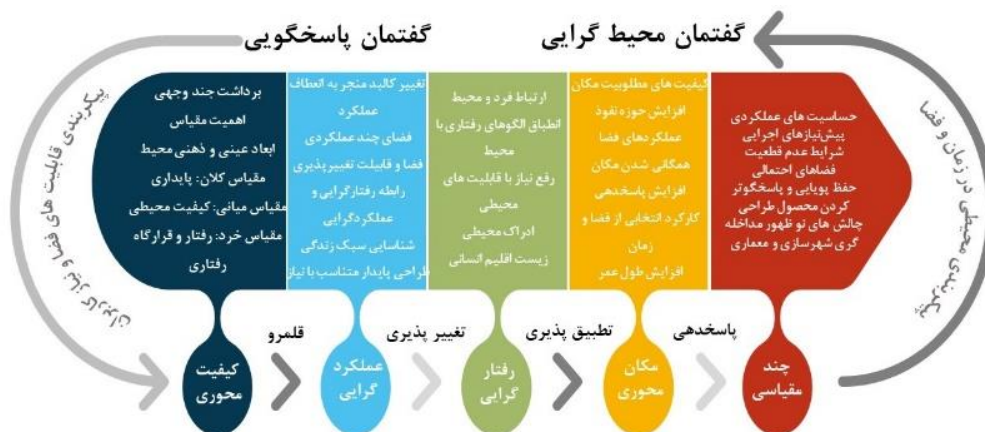 گفتمان محیط گرایی
گفتمان پاسخگویی
پیکربندی محیطی در زمان و فضا
حساسیت های عملکردی
پیش‌نیازهای اجرایی
شرایط عدم قطعیت
فضاهای احتمالی
حفظ پویایی و پاسخگوتر
کردن محصول طراحی
چالش های نو ظهور مداخله
گری شهرسازی و معماری
کیفیت های مطلوبیت مکان
افزایش حوزه نفوذ
عملکردهای فضا
همگانی شدن مکان
افزایش پاسخدهی
کارکرد انتخابی از فضا و
زمان
افزایش طول عمر
ارتباط فرد و محیط
انطباق الگوهای رفتاری با
محیط
رفع نیاز با قابلیت های
محیطی
ادراک محیطی
زیست اقلیم انسانی
تغییر کالبد منجر به انعطاف
عملکرد
فضای چند عملکردی
فضا و قابیلت تغییرپذیری
رابطه رفتارگرایی و
عملکردگرایی
شناسایی سبک زندگی
طراحی پایدار متناسب با نیاز
برداشت چند وجهی
اهمیت مقیاس
ابعاد عینی و ذهنی محیط
مقیاس کلان: پایداری
مقیاس میانی: کیفیت محیطی
مقیاس خرد: رفتار و قرارگاه
رفتاری
پیکربندی قابلیت های فضا و نیاز کاربران
چند
مقیاسی
پاسخدهی
مکان
محوری
تطبیق پذیری
رفتار
گرایی
تغییر پذیری
عملکرد
گرایی
قلمرو
کیفیت
محوری